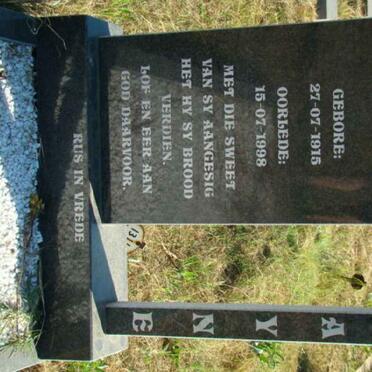 GEBORE:
27-07-1915
OORLEDE:
15-07-1998
MET DIE SWEET
VAN SY AANGESIG
HET HY SY BROOD
VERDIEN.
LOF EN EER AAN
GOD DAARVOOR.
RUS IN VREDE
A
Y
N
E